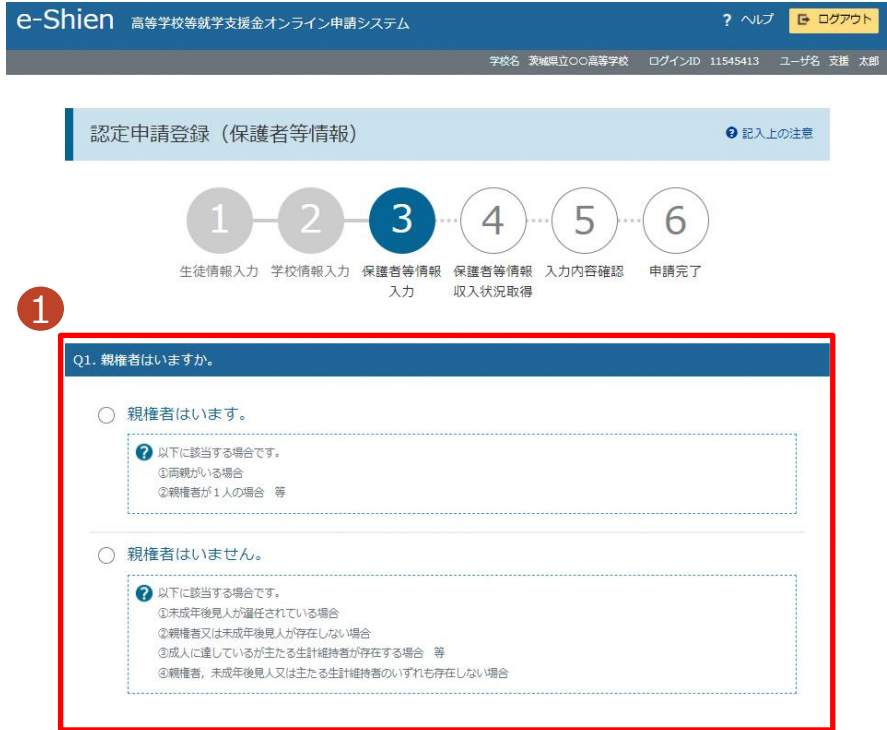 e-Shien 高等学校等就学支援金オンライン申請システム ? ヘルプ ログアウト
学校名 茨城県立〇〇高等学校 ログインID 11545413 ユーザ名 支援 太郎
認定申請登録（保護者等情報） ? 記入上の注意
1 2 3 4 5 6
生徒情報入力 学校情報入力 保護者等情報 保護者等情報 入力内容確認 申請完了
入力 収入状況取得
1
Q1. 親権者はいますか。
親権者はいます。
? 以下に該当する場合です。
①両親がいる場合
②親権者が１人の場合　等
親権者はいません。
? 以下に該当する場合です。
①未成年後見人が選任されている場合
②親権者又は未成年後見人が存在しない場合
③成人に達しているが主たる生計維持者が存在する場合　等
④親権者，未成年後見人又は主たる生計維持者のいずれも存在しない場合